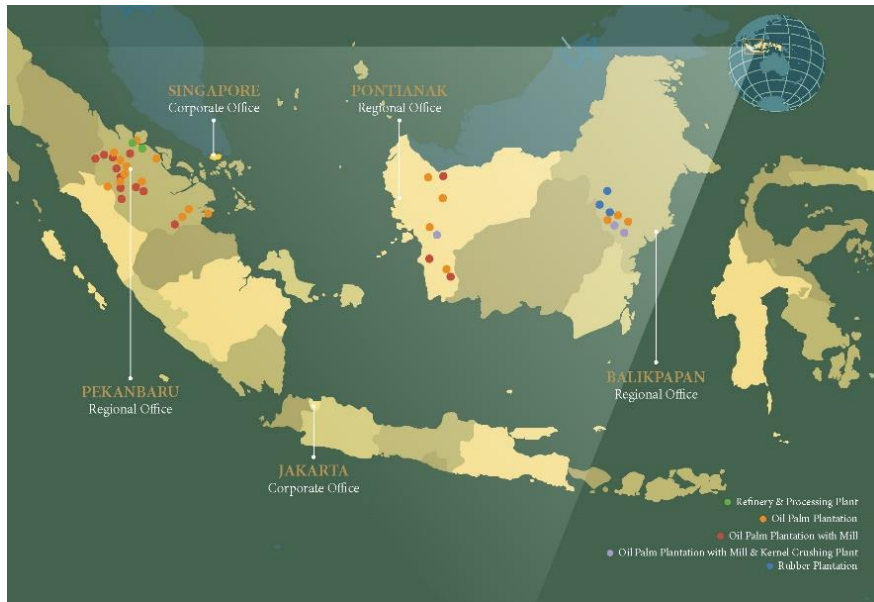 SINGAPORE
Corporate Office
PONTIANAK
Regional Office
PEKANBARU
Regional Office
BALIKPAPAN
Regional Office
JAKARTA
Corporate Office
Refinery & Processing Plant
Oil Palm Plantation
Oil Palm Plantation with Mill
Oil Palm Plantation with Mill & Kernel Crushing Plant
Rubber Plantation